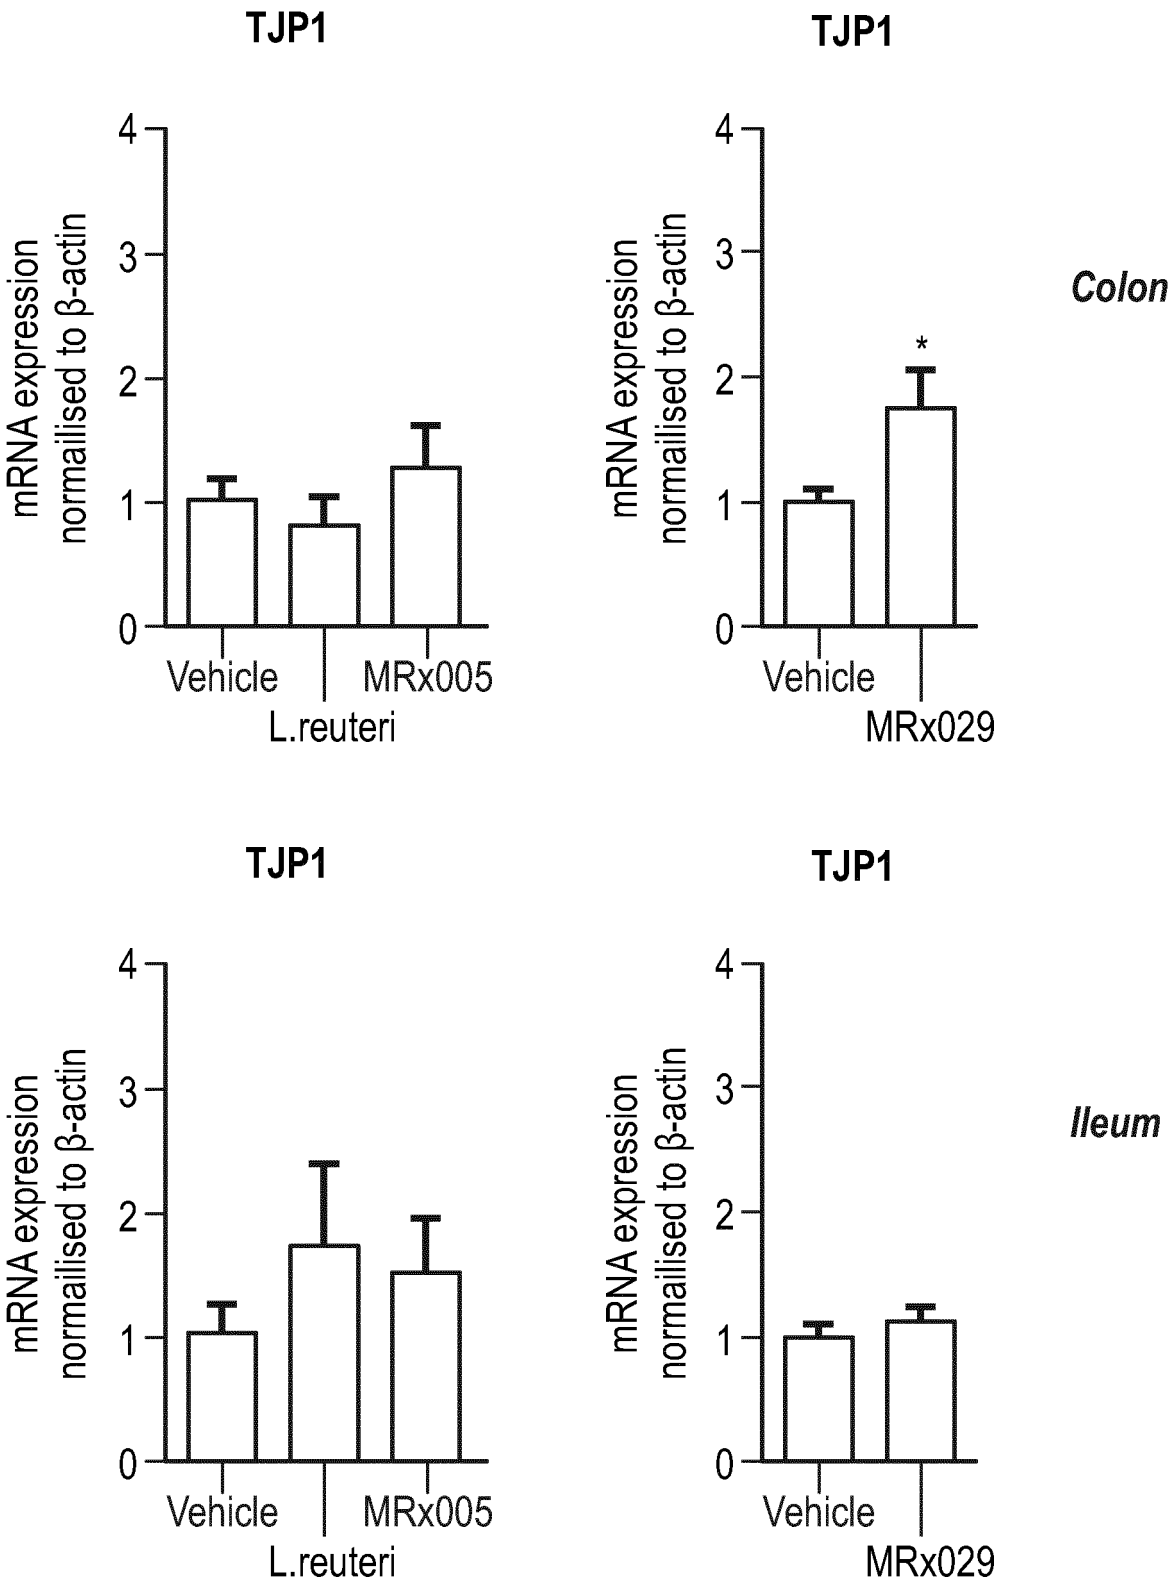 TJP1
mRNA expression
normailised to β-actin
4
3
2
1
0
Vehicle
MRx005
L.reuteri
TJP1
mRNA expression
normailised to β-actin
4
3
2
1
0
*
Vehicle
MRx029
Colon
TJP1
mRNA expression
normailised to β-actin
4
3
2
1
0
Vehicle
MRx005
L.reuteri
TJP1
mRNA expression
normailised to β-actin
4
3
2
1
0
Vehicle
MRx029
Ileum